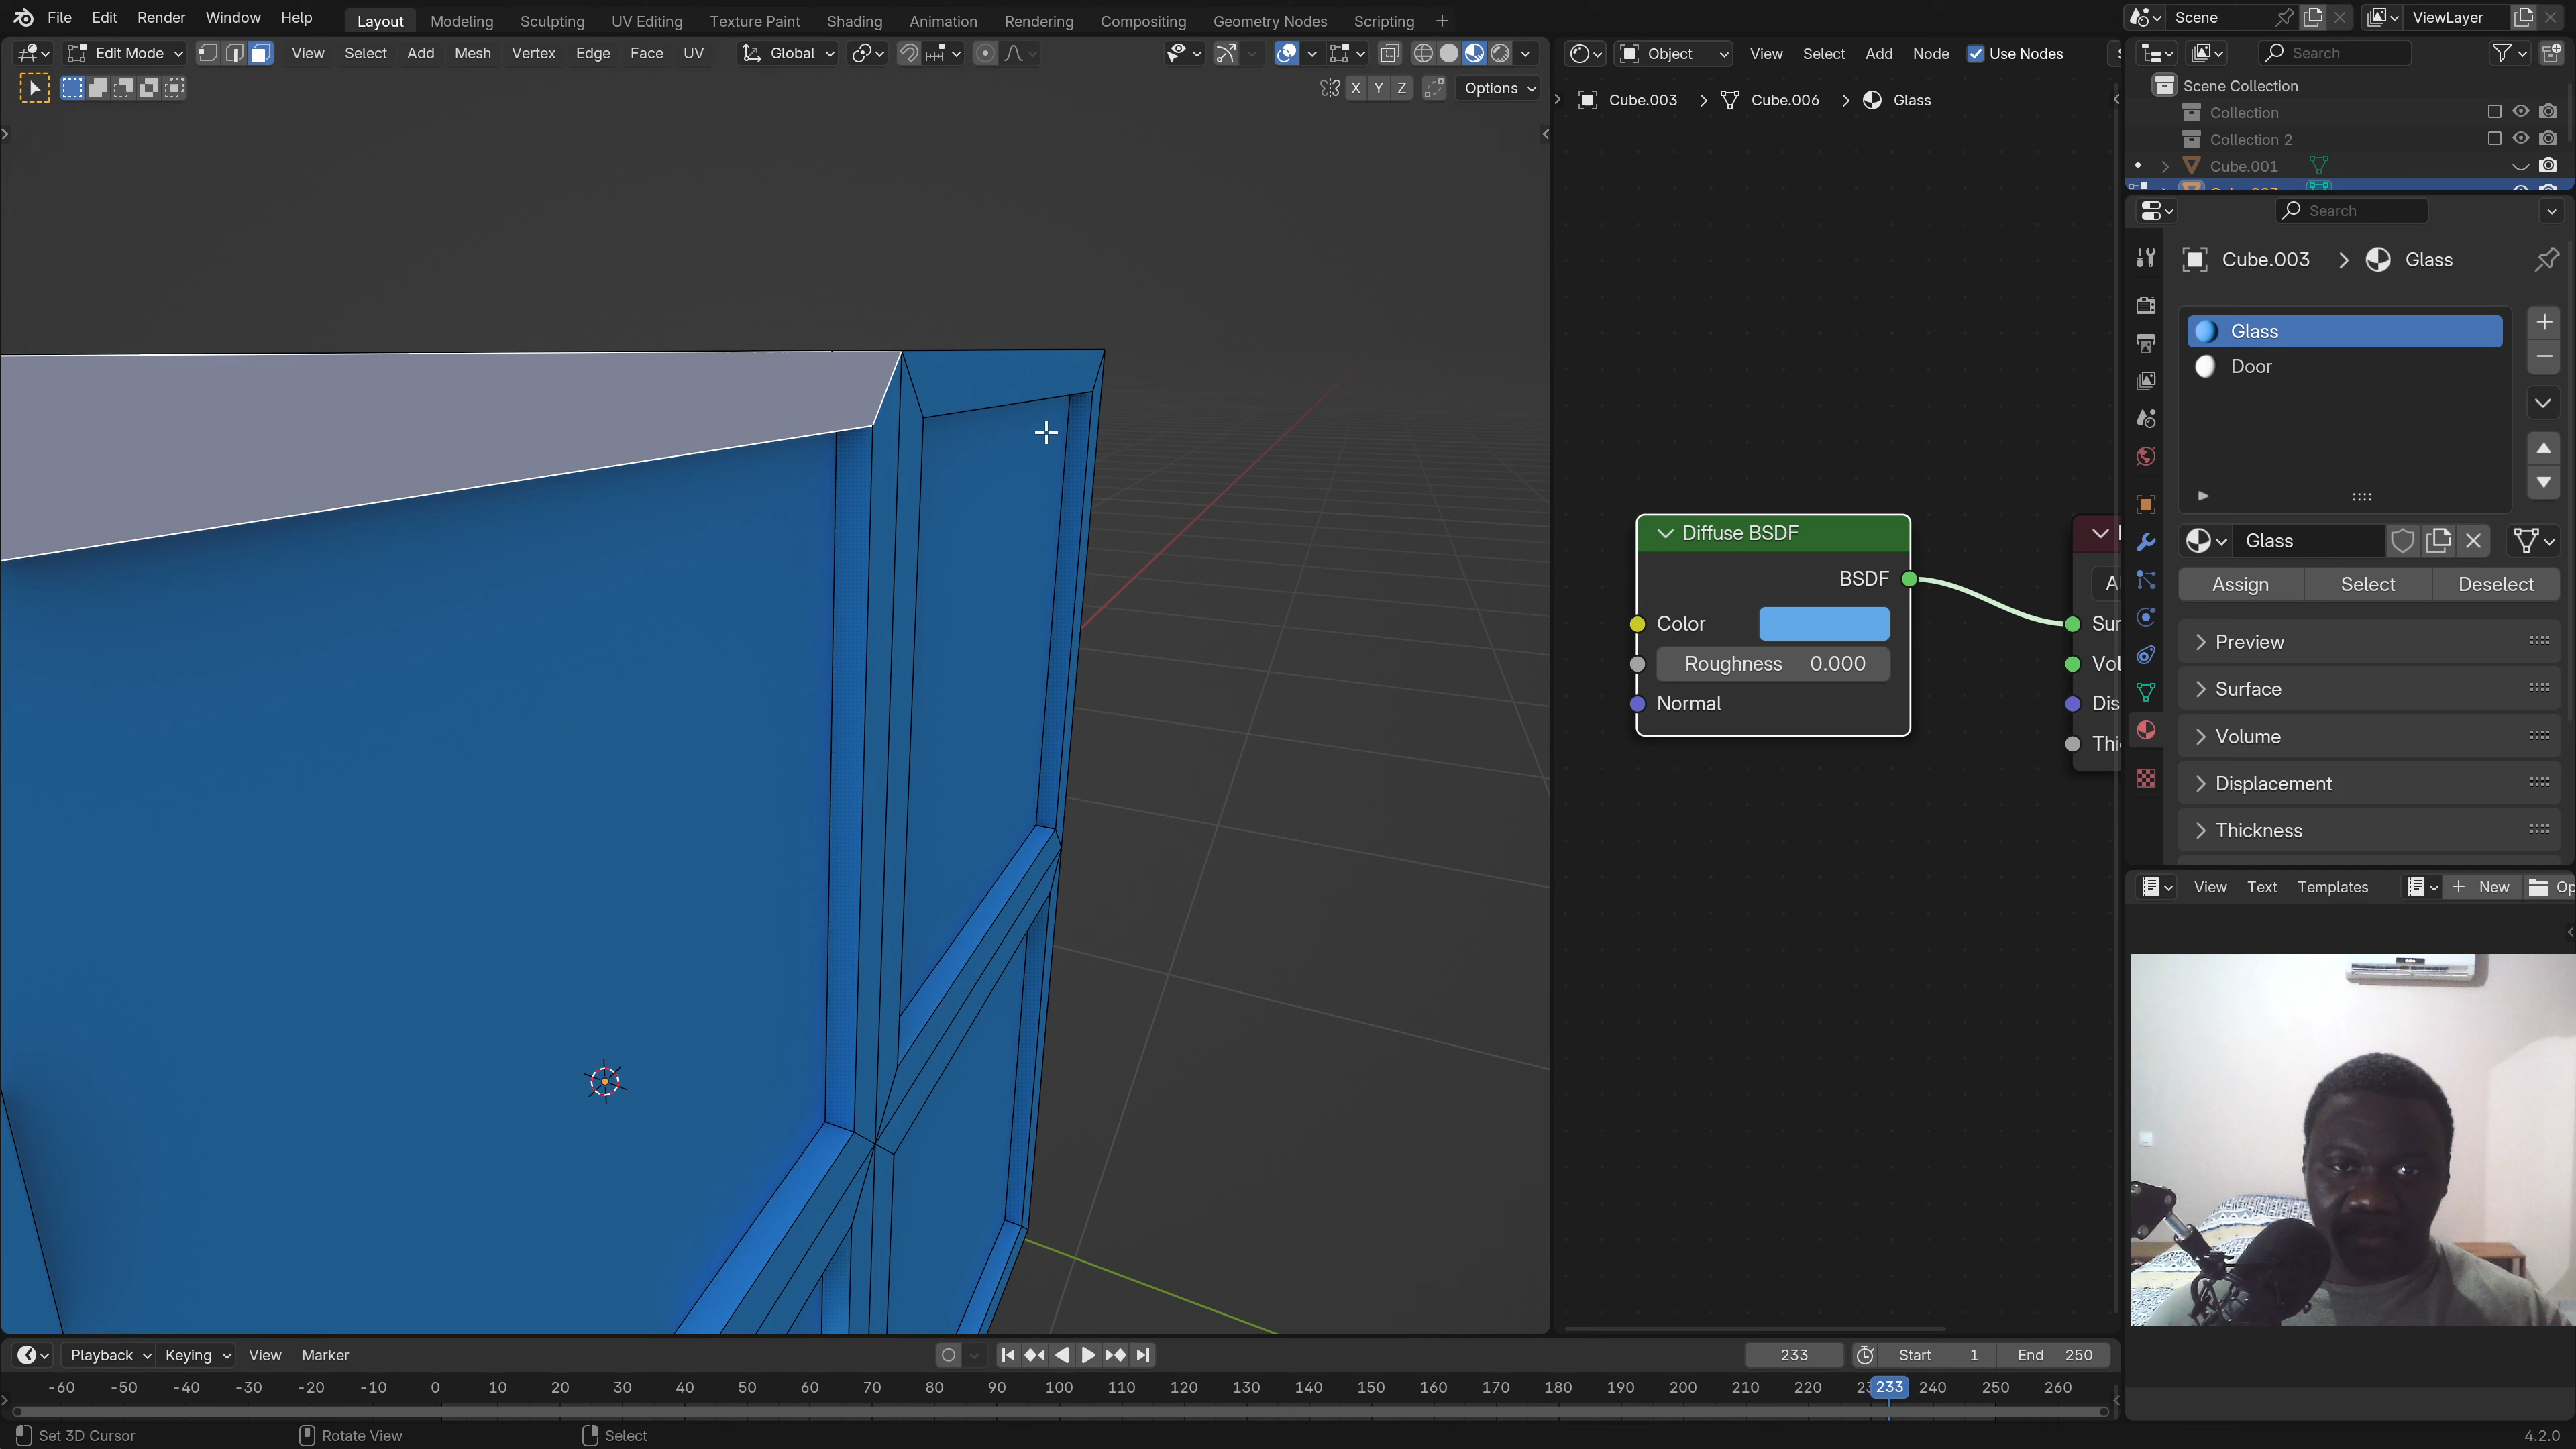 File Edit Render Window Help Layout Modeling Sculpting UV Editing Texture Paint Shading Animation Rendering Compositing Geometry Nodes Scripting Scene ViewLayer
Edit Mode View Select Add Mesh Vertex Edge Face UV Global
Object View Select Add Node Use Nodes
Search
X Y Z Options
Cube.003 Cube.006 Glass
Scene Collection
Collection
Collection 2
Cube.001
Search
Cube.003 Glass
Glass
Door
Glass
Assign Select Deselect
Preview
Surface
Volume
Displacement
Thickness
Diffuse BSDF
BSDF
Color
Roughness 0.000
Normal
Sur
Vol
Dis
Thi
View Text Templates New Op
Playback Keying View Marker 233 Start 1 End 250
-60 -50 -40 -30 -20 -10 0 10 20 30 40 50 60 70 80 90 100 110 120 130 140 150 160 170 180 190 200 210 220 233 240 250 260
Set 3D Cursor Rotate View Select 4.2.0